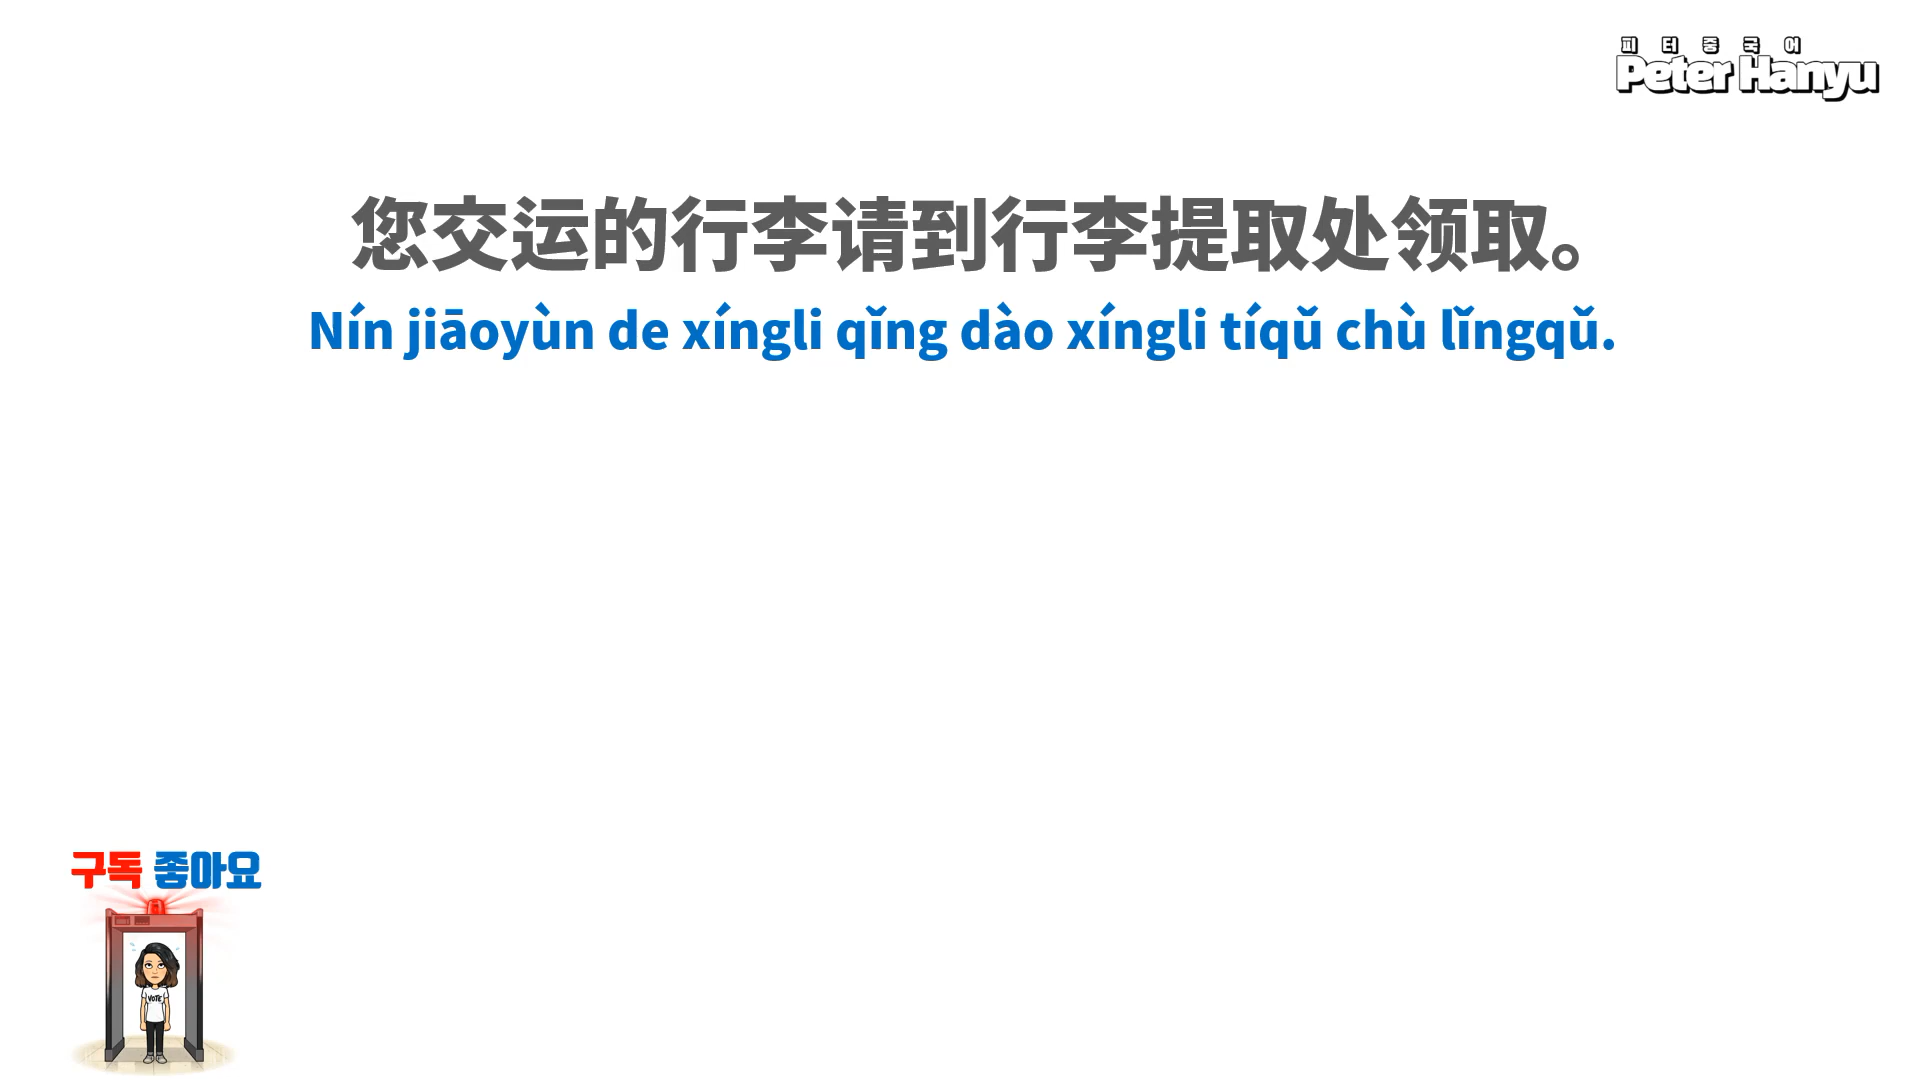 피터중국어
Peter Hanyu
您交运的行李请到行李提取处领取。
Nín jiāoyùn de xíngli qǐng dào xíngli tíqǔ chù lǐngqǔ.
구독 좋아요
VOTE